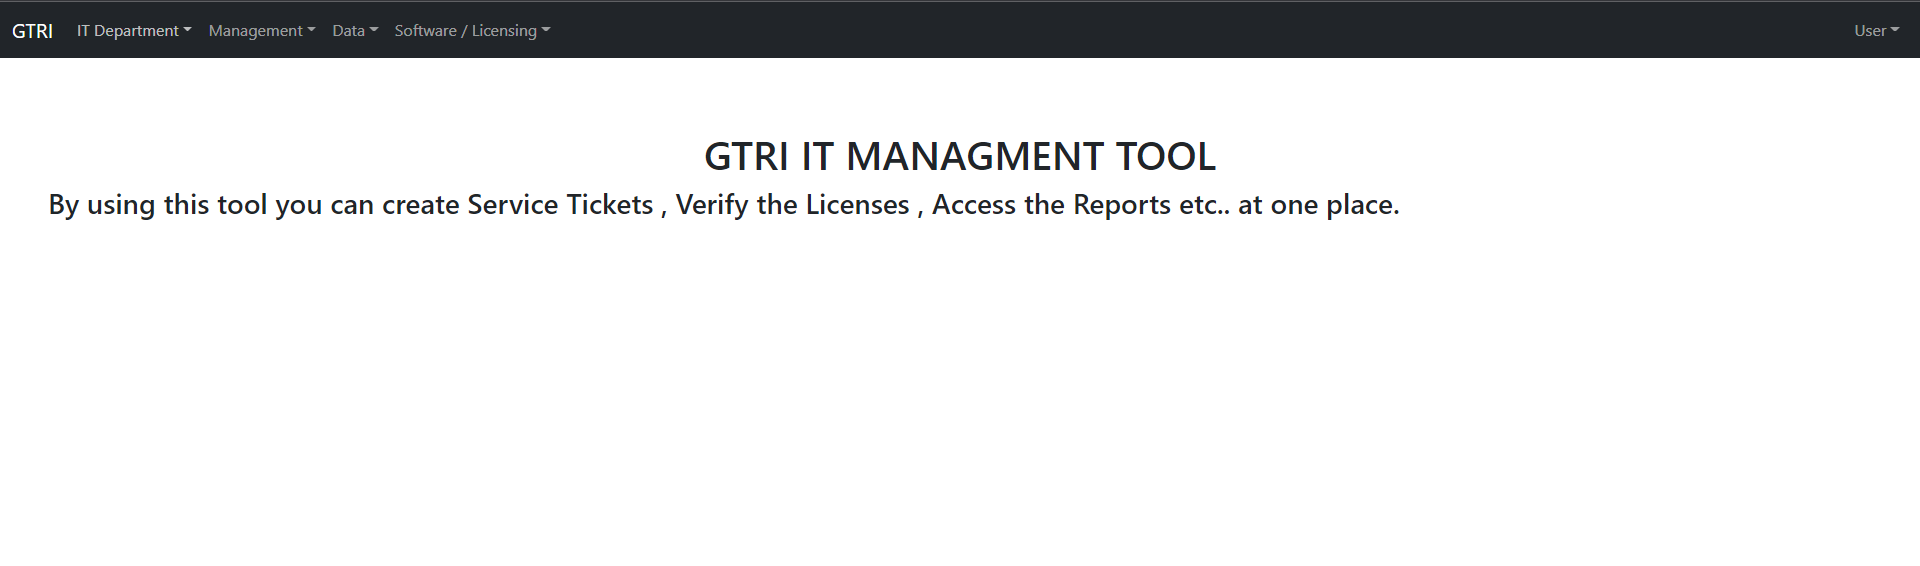 GTRI IT Department Management Data Software / Licensing User
GTRI IT MANAGMENT TOOL
By using this tool you can create Service Tickets , Verify the Licenses , Access the Reports etc.. at one place.